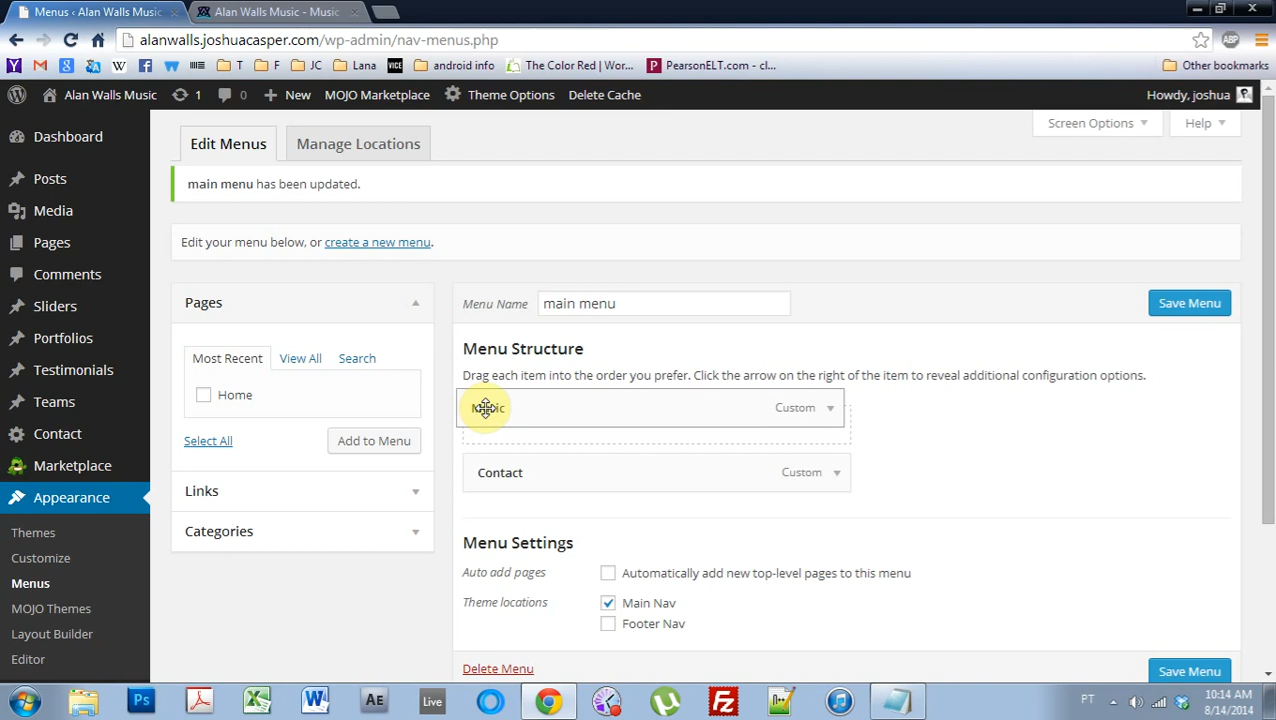 Menus ‹ Alan Walls Music
Alan Walls Music - Music
alanwalls.joshuacasper.com/wp-admin/nav-menus.php
T
F
JC
Lana
VICE
android info
The Color Red | Wor...
PearsonELT.com - cl...
Other bookmarks
ABP
Alan Walls Music
1
0
New
MOJO Marketplace
Theme Options
Delete Cache
Howdy, joshua
Dashboard
Posts
Media
Pages
Comments
Sliders
Portfolios
Testimonials
Teams
Contact
Marketplace
Appearance
Themes
Customize
Menus
MOJO Themes
Layout Builder
Editor
Edit Menus
Manage Locations
Screen Options
Help
main menu has been updated.
Edit your menu below, or create a new menu.
Pages
Most Recent
View All
Search
Home
Select All
Add to Menu
Links
Categories
Menu Name
main menu
Save Menu
Menu Structure
Drag each item into the order you prefer. Click the arrow on the right of the item to reveal additional configuration options.
Custom
Contact
Custom
Menu Settings
Auto add pages
Automatically add new top-level pages to this menu
Theme locations
Main Nav
Footer Nav
Delete Menu
Save Menu
Ps
Ae
Live
PT
10:14 AM
8/14/2014